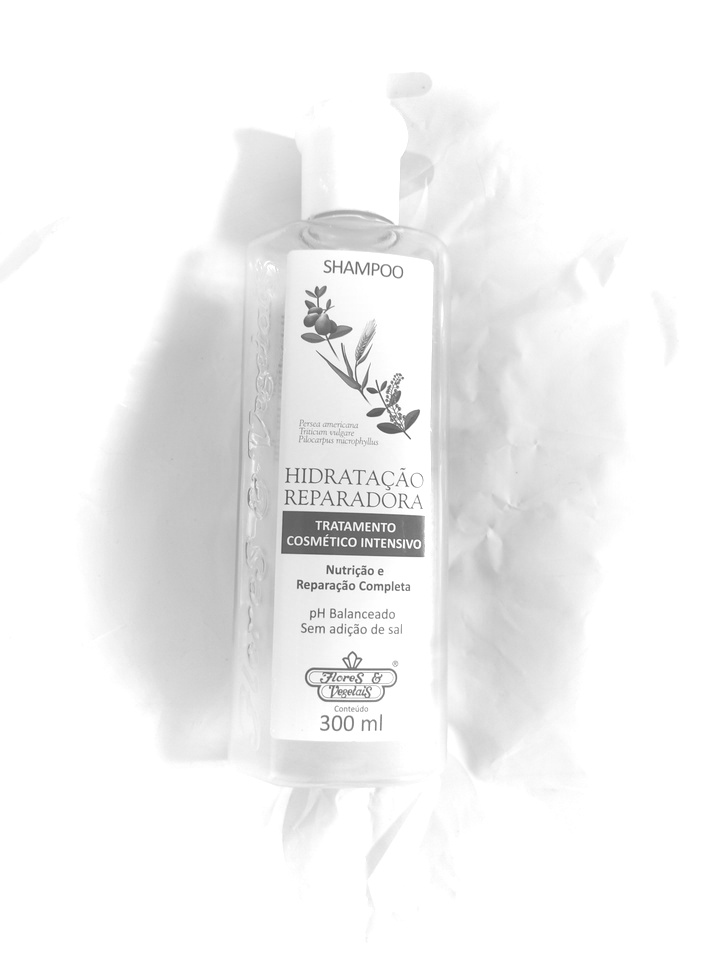 SHAMPOO
Persea americana
Triticum vulgare
Pilocarpus microphyllus
HIDRATAÇÃO
REPARADORA
TRATAMENTO
COSMÉTICO INTENSIVO
Nutrição e
Reparação Completa
pH Balanceado
Sem adição de sal
Flores &
Vegetais
®
Conteúdo
300 ml